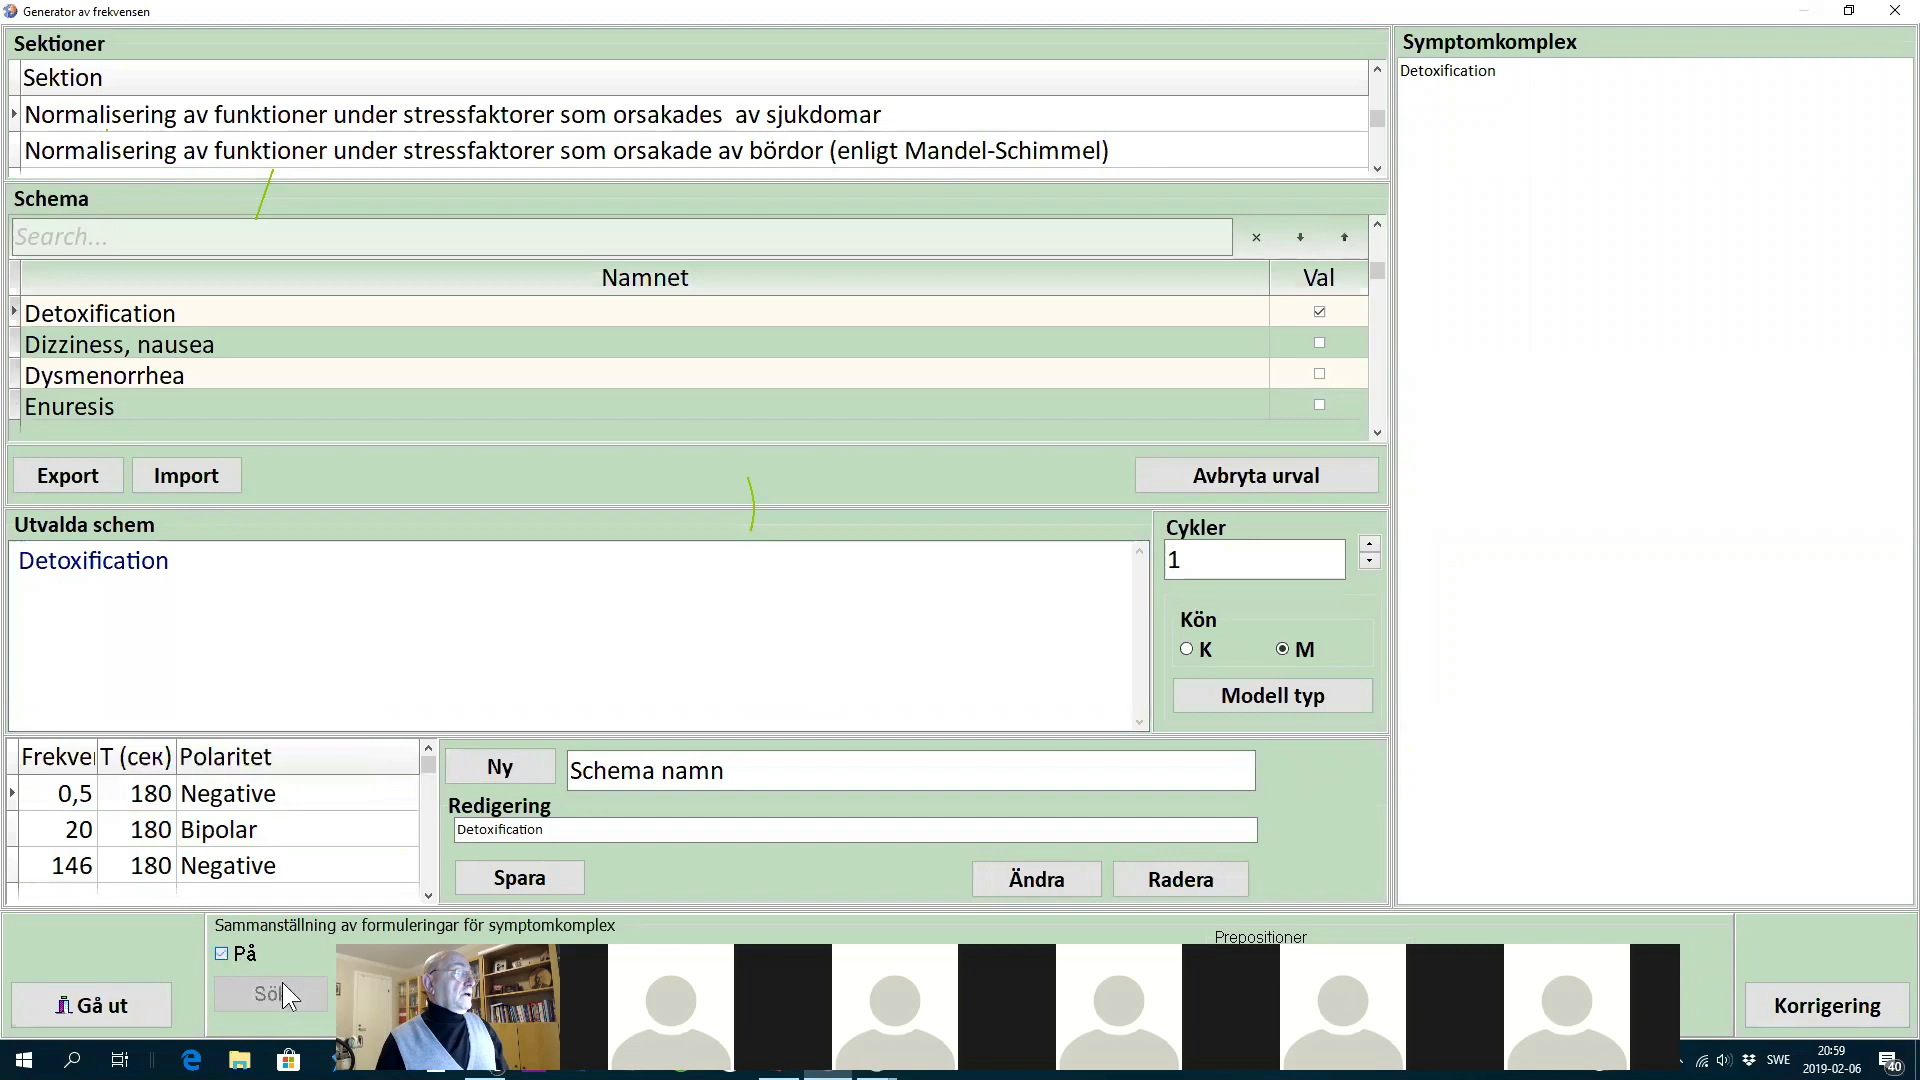 Generator av frekvensen
Sektioner
Sektion
Normalisering av funktioner under stressfaktorer som orsakades  av sjukdomar
Normalisering av funktioner under stressfaktorer som orsakade av bördor (enligt Mandel-Schimmel)
Schema
Search...
Namnet Val
Detoxification
Dizziness, nausea
Dysmenorrhea
Enuresis
Export Import Avbryta urval
Utvalda schem
Detoxification
Cykler
1
Kön
K M
Modell typ
Symptomkomplex
Detoxification
Frekve T (сек) Polaritet
0,5 180 Negative
20 180 Bipolar
146 180 Negative
Ny Schema namn
Redigering
Detoxification
Spara Ändra Radera
Sammanställning av formuleringar för symptomkomplex
På
Prepositioner
Gå ut
Korrigering
SWE
20:59
2019-02-06
40